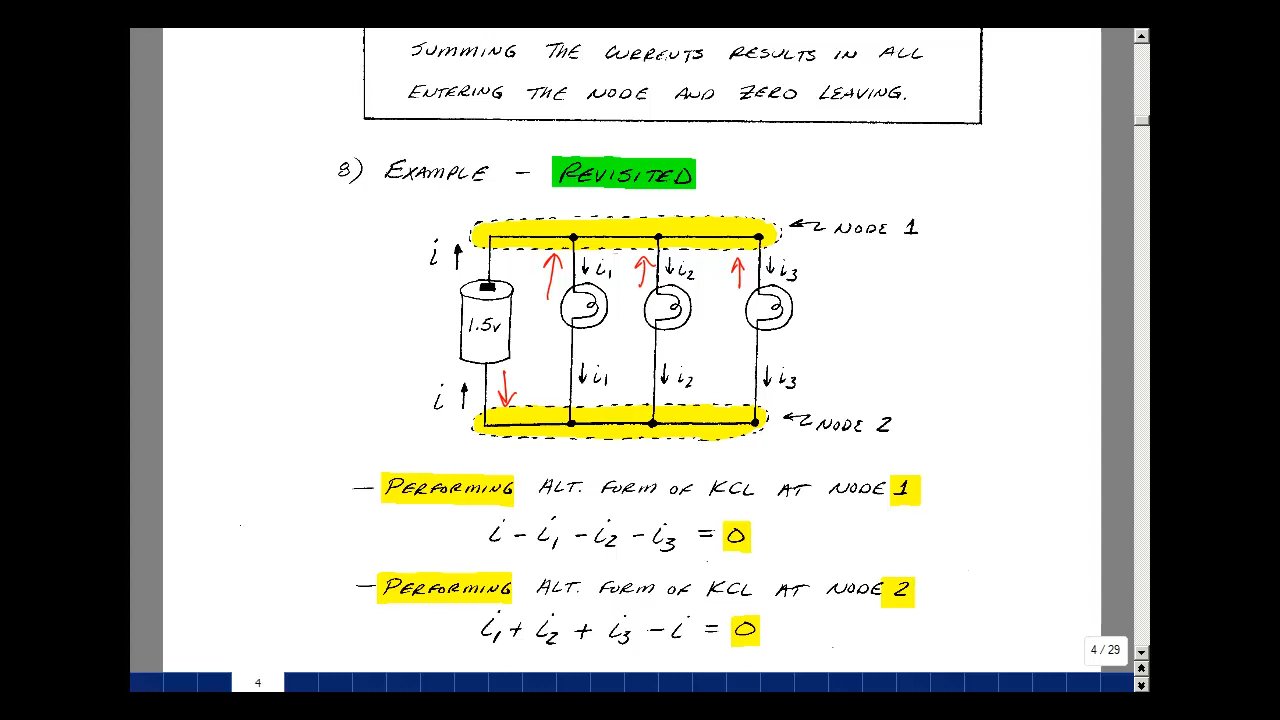 SUMMING THE CURRENTS RESULTS IN ALL
ENTERING THE NODE AND ZERO LEAVING.
8) EXAMPLE - REVISITED
NODE 1
i i1 i2 i3
1.5V
i i1 i2 i3
NODE 2
- PERFORMING ALT. FORM OF KCL AT NODE 1
i - i1 - i2 - i3 = 0
- PERFORMING ALT. FORM OF KCL AT NODE 2
i1 + i2 + i3 - i = 0
4 / 29
4